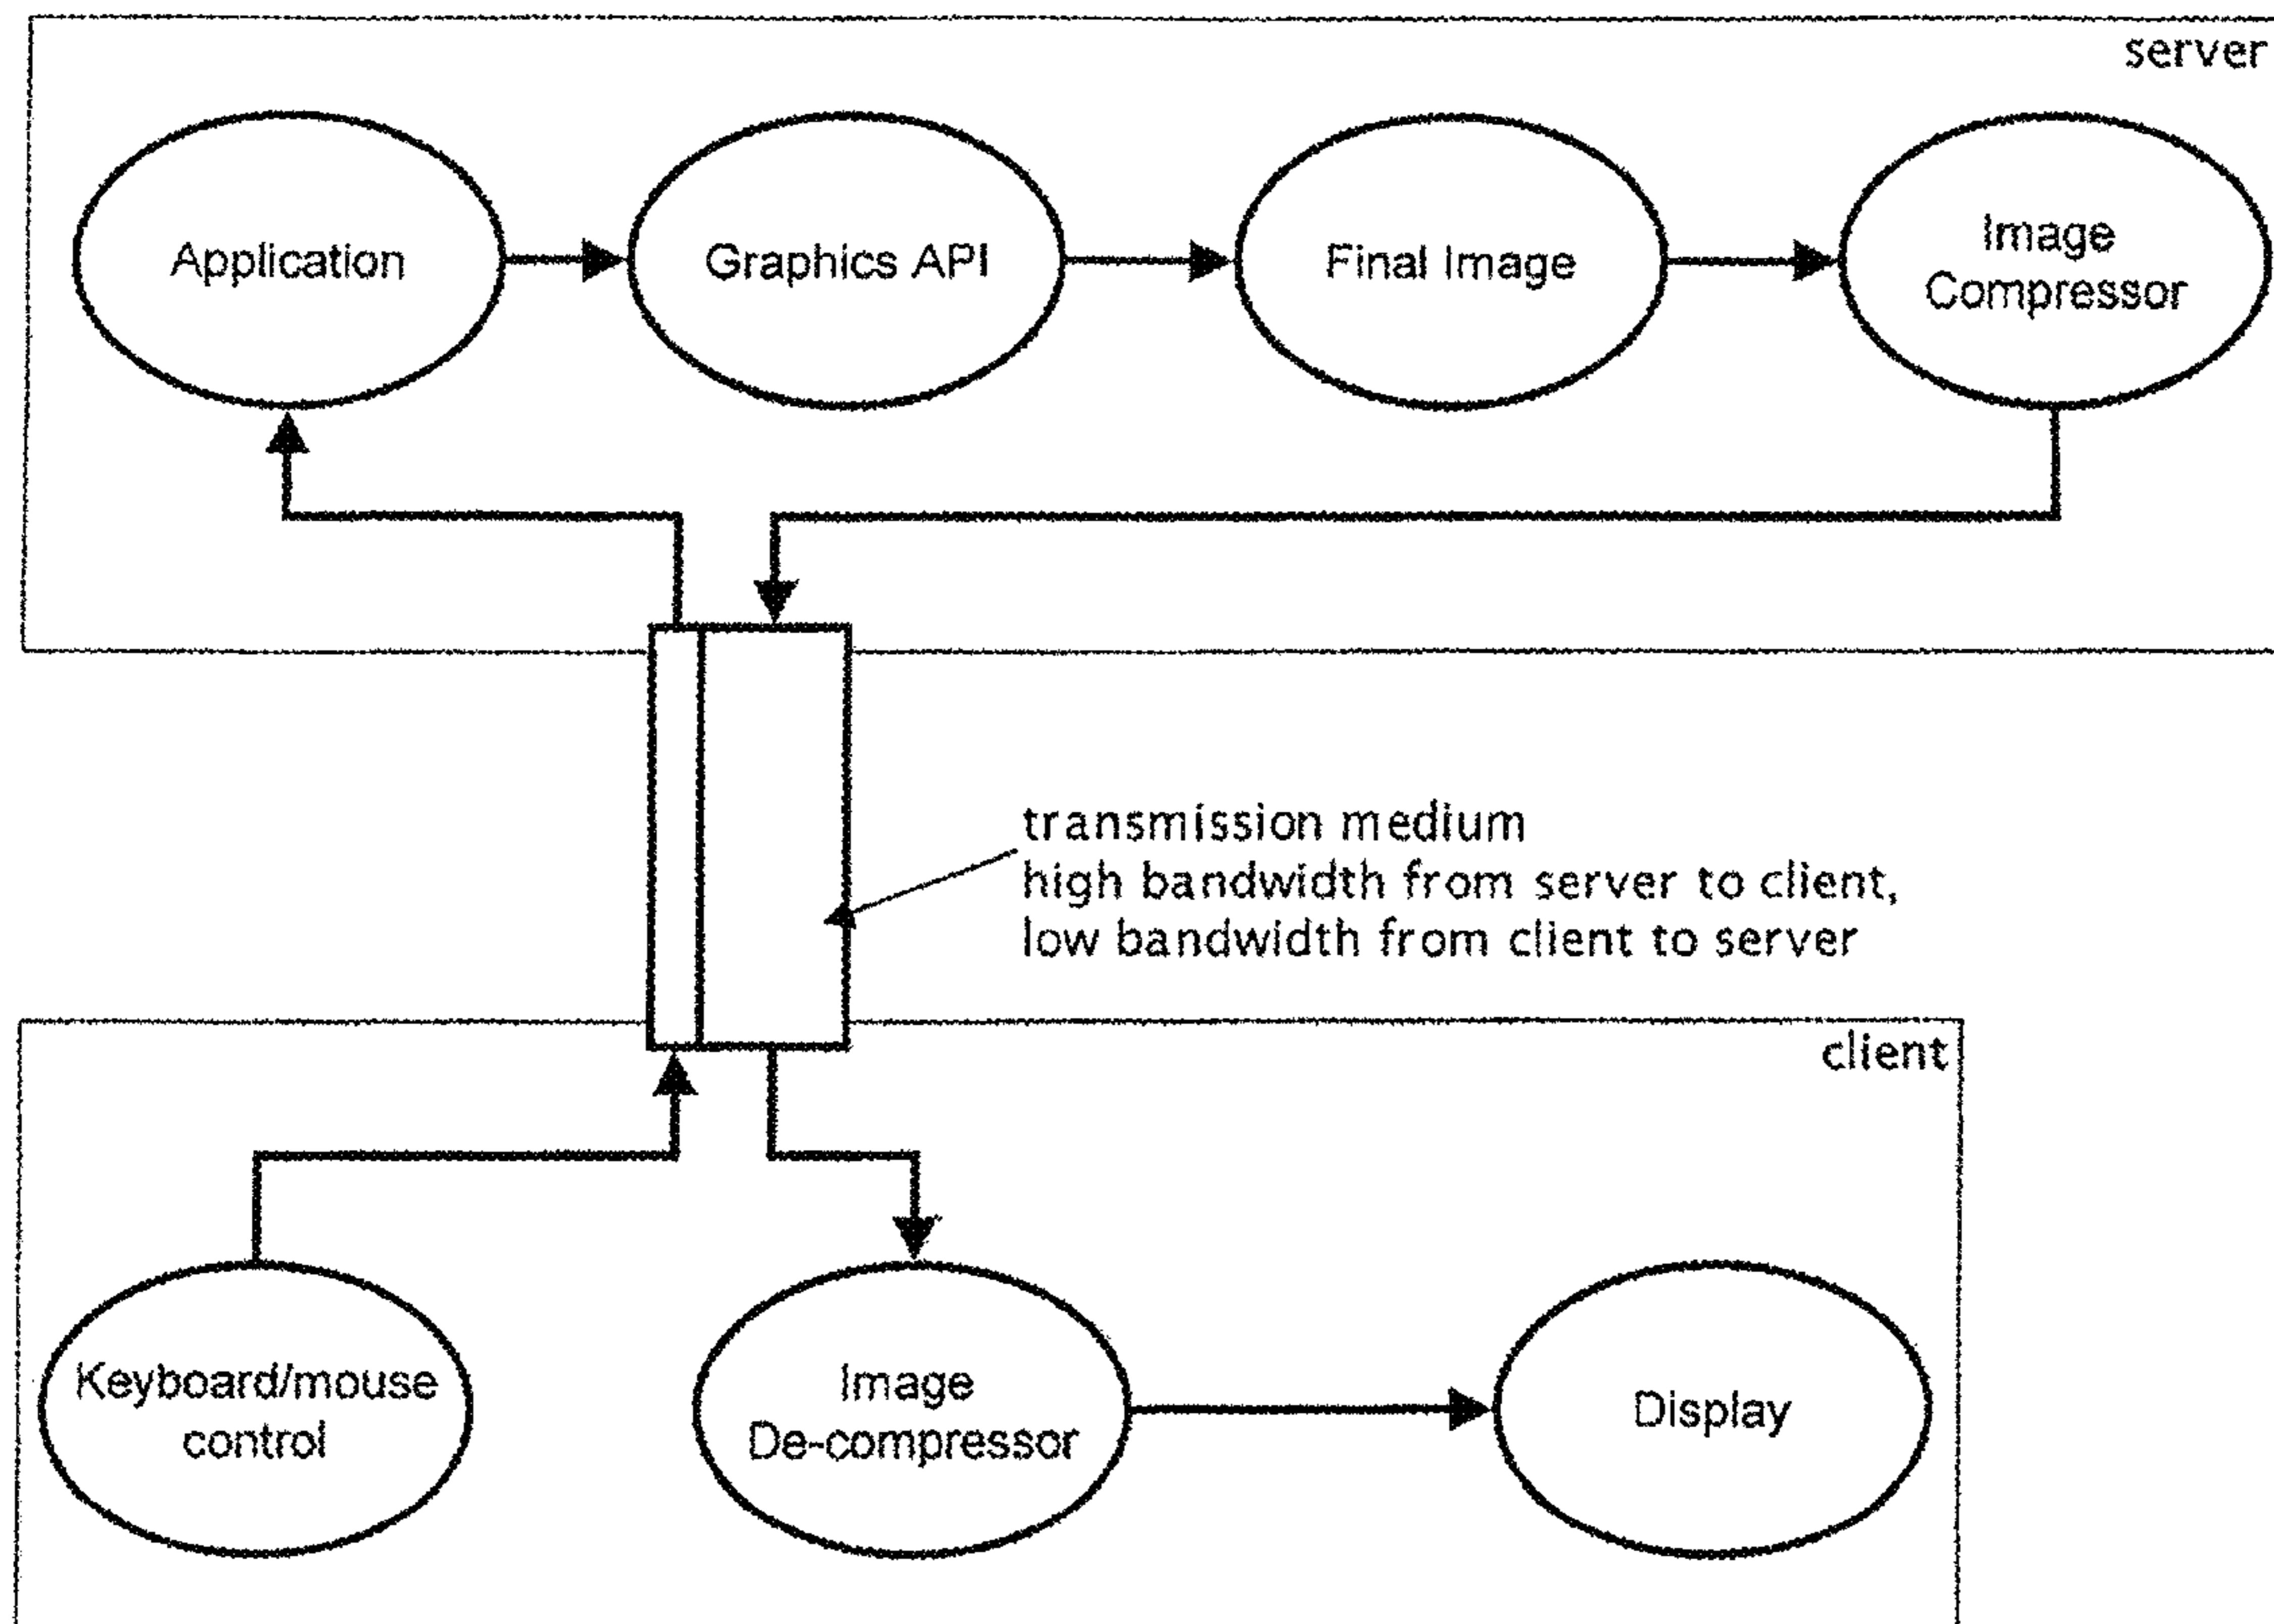 server
Application
Graphics API
Final Image
Image
Compressor
transmission medium
high bandwidth from server to client,
low bandwidth from client to server
client
Keyboard/mouse
control
Image
De-compressor
Display